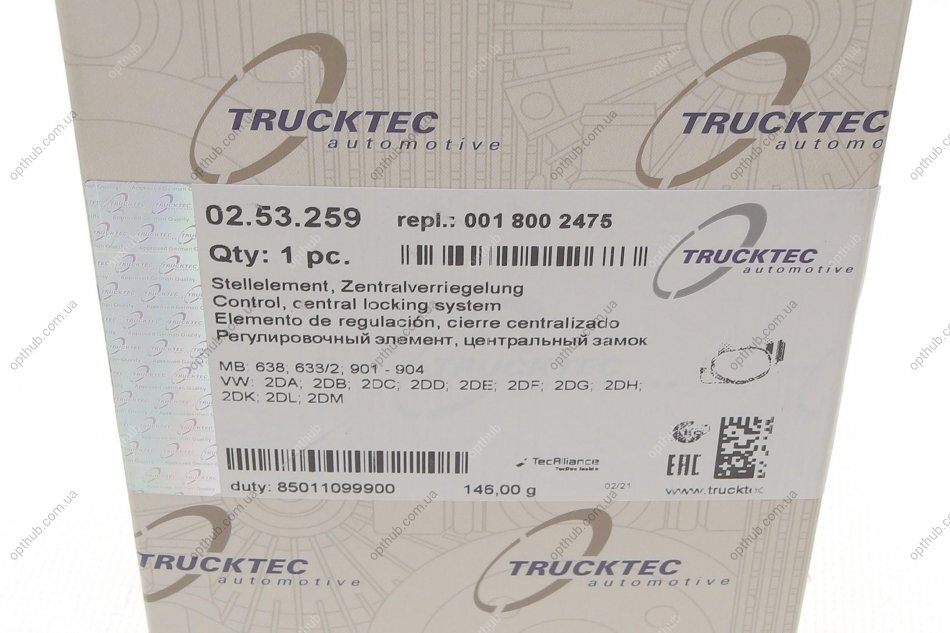 TRUCKTEC
automotive
TRUCKTEC
automo
02.53.259 repl.: 001 800 2475
Qty: 1 pc.
TRUCKTEC
automotive
Stellelement, Zentralverriegelung
Control, central locking system
Elemento de regulación, cierre centralizado
Регулировочный элемент, центральный замок
MB: 638; 633/2; 901 - 904
VW: 2DA; 2DB; 2DC; 2DD; 2DE; 2DF; 2DG; 2DH;
2DK; 2DL; 2DM
TecAlliance
TecDoc Inside
EAC
duty: 85011099900 146,00 g 02/21 www.truckte
TRUCKTEC
automotive
TRUCKTEC
automotive
opthub.com.ua